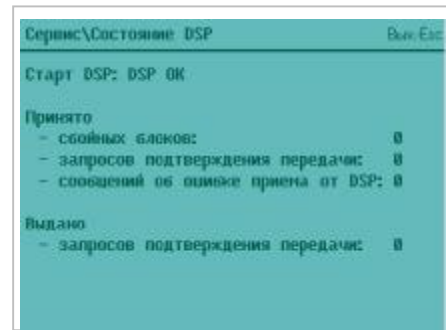 Сервис\Состояние DSP Вых: Esc
Старт DSP: DSP OK
Принято
- сбойных блоков: 0
- запросов подтверждения передачи: 0
- сообщений об ошибке приема от DSP: 0
Выдано
- запросов подтверждения передачи: 0